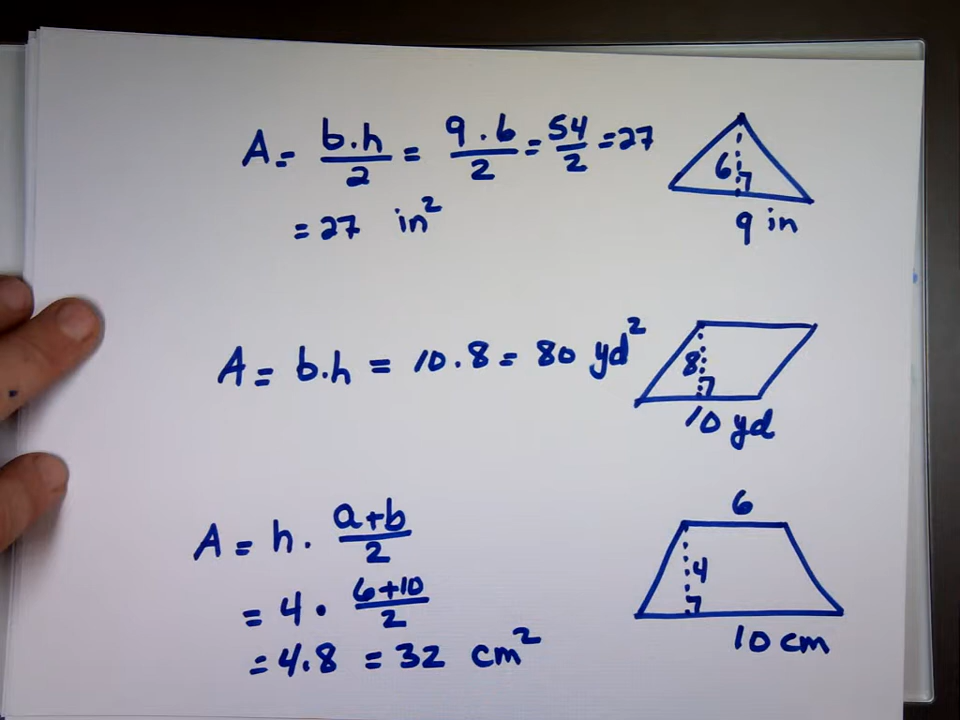 A = b.h/2 = 9.6/2 = 54/2 = 27
= 27 in²
6
9 in
A = b.h = 10.8 = 80 yd²
8
10 yd
A = h. a+b/2
= 4 . 6+10/2
= 4.8 = 32 cm²
6
4
10 cm